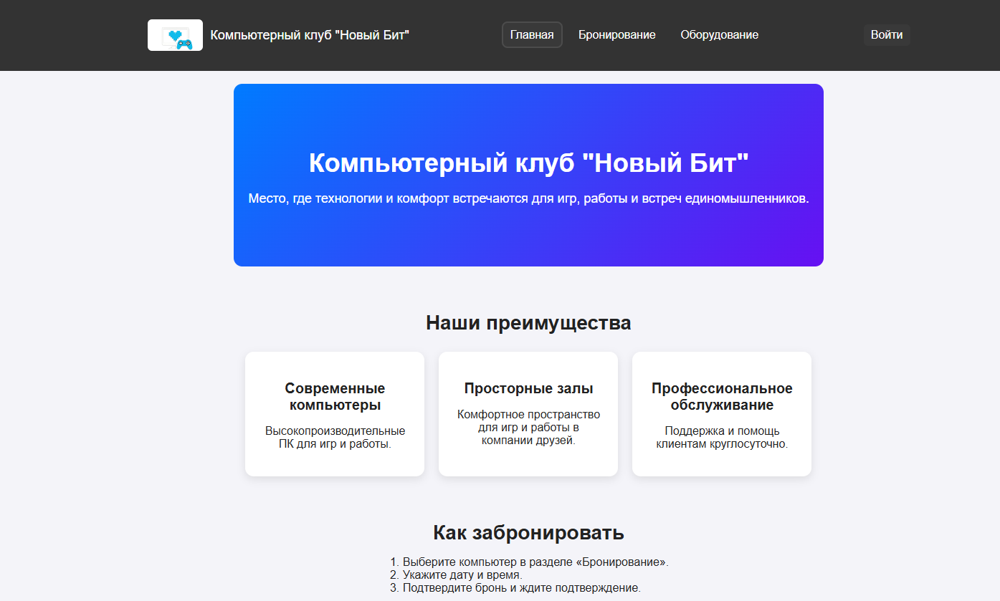 Компьютерный клуб "Новый Бит"
Главная
Бронирование
Оборудование
Войти
Компьютерный клуб "Новый Бит"
Место, где технологии и комфорт встречаются для игр, работы и встреч единомышленников.
Наши преимущества
Современные
компьютеры
Высокопроизводительные
ПК для игр и работы.
Просторные залы
Комфортное пространство
для игр и работы в
компании друзей.
Профессиональное
обслуживание
Поддержка и помощь
клиентам круглосуточно.
Как забронировать
1. Выберите компьютер в разделе «Бронирование».
2. Укажите дату и время.
3. Подтвердите бронь и ждите подтверждение.